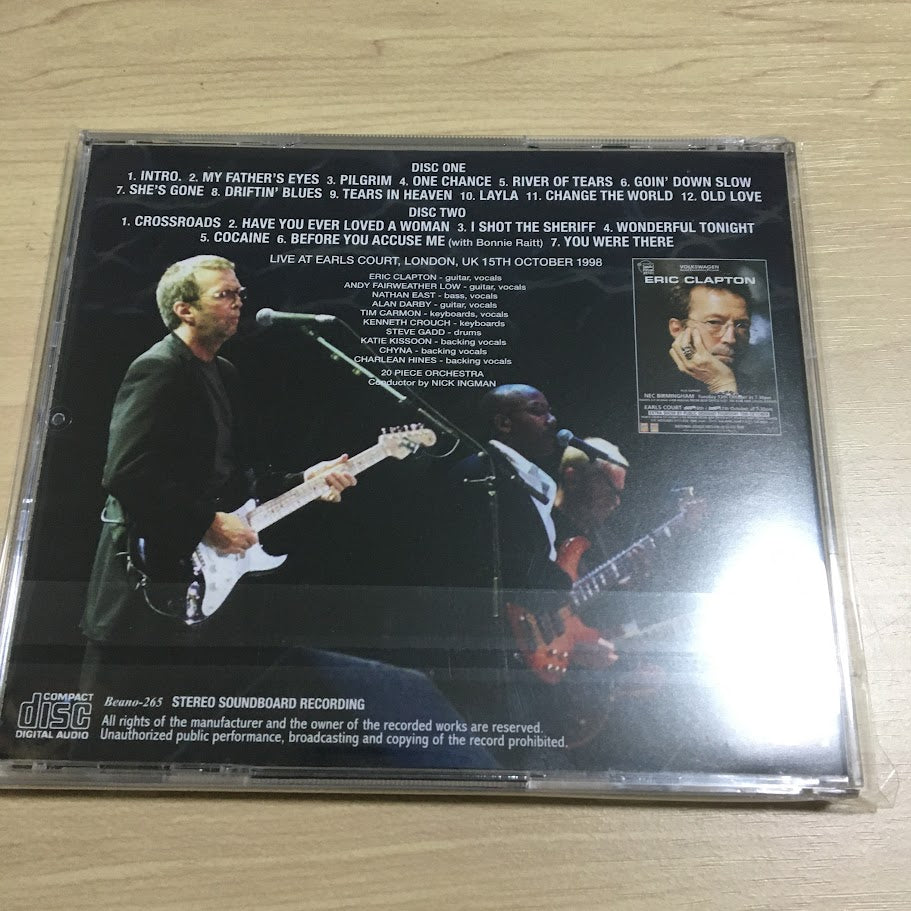 DISC ONE
1. INTRO. 2. MY FATHER'S EYES 3. PILGRIM 4. ONE CHANCE 5. RIVER OF TEARS 6. GOIN' DOWN SLOW
7. SHE'S GONE 8. DRIFTIN' BLUES 9. TEARS IN HEAVEN 10. LAYLA 11. CHANGE THE WORLD 12. OLD LOVE
DISC TWO
1. CROSSROADS 2. HAVE YOU EVER LOVED A WOMAN 3. I SHOT THE SHERIFF 4. WONDERFUL TONIGHT
5. COCAINE 6. BEFORE YOU ACCUSE ME (with Bonnie Raitt) 7. YOU WERE THERE
LIVE AT EARLS COURT, LONDON, UK 15TH OCTOBER 1998
ERIC CLAPTON - guitar, vocals
ANDY FAIRWEATHER LOW - guitar, vocals
NATHAN EAST - bass, vocals
ALAN DARBY - guitar, vocals
TIM CARMON - keyboards, vocals
KENNETH CROUCH - keyboards
STEVE GADD - drums
KATIE KISSOON - backing vocals
CHYNA - backing vocals
CHARLEAN HINES - backing vocals
20 PIECE ORCHESTRA
Conductor by NICK INGMAN
VOLKSWAGEN
ERIC CLAPTON
NEC BIRMINGHAM
EARLS COURT
COMPACT
disc
DIGITAL AUDIO
Beano-265 STEREO SOUNDBOARD RECORDING
All rights of the manufacturer and the owner of the recorded works are reserved.
Unauthorized public performance, broadcasting and copying of the record prohibited.